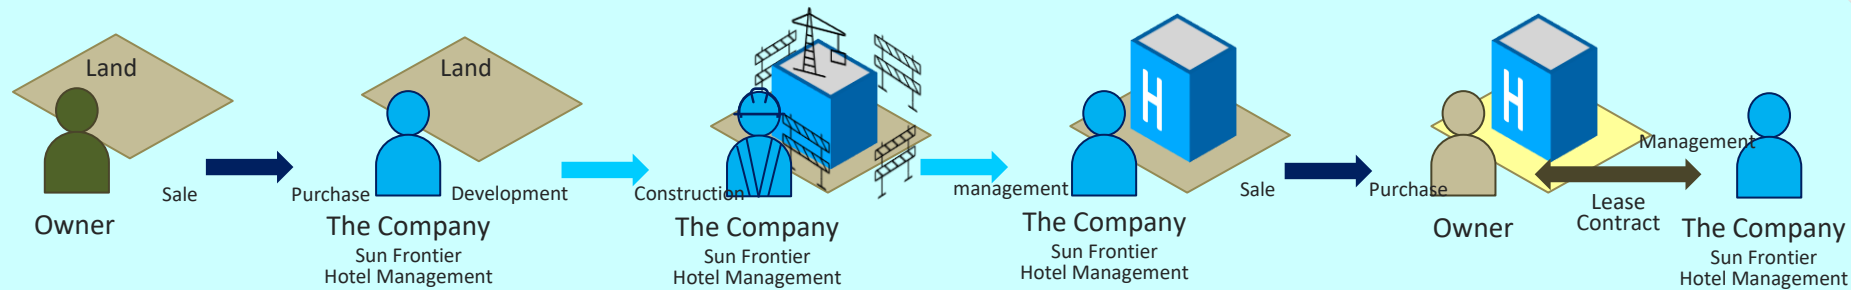 Land
Sale
Owner
Land
Purchase
Development
The Company
Sun Frontier
Hotel Management
Construction
The Company
Sun Frontier
Hotel Management
H
management
Sale
The Company
Sun Frontier
Hotel Management
H
Purchase
Owner
Management
Lease
Contract
The Company
Sun Frontier
Hotel Management